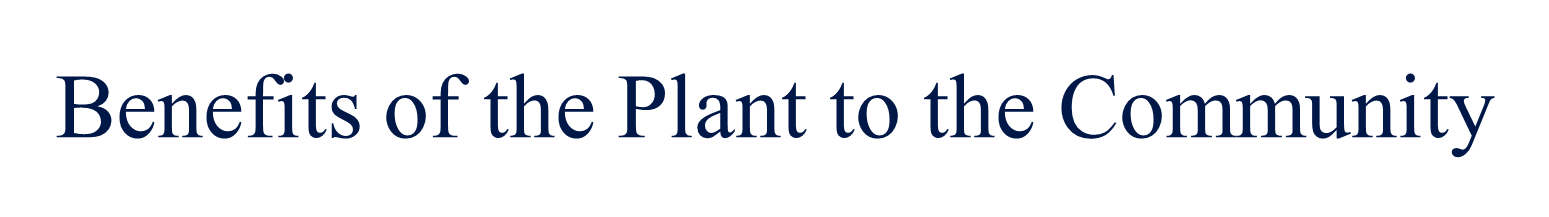 Benefits of the Plant to the Community